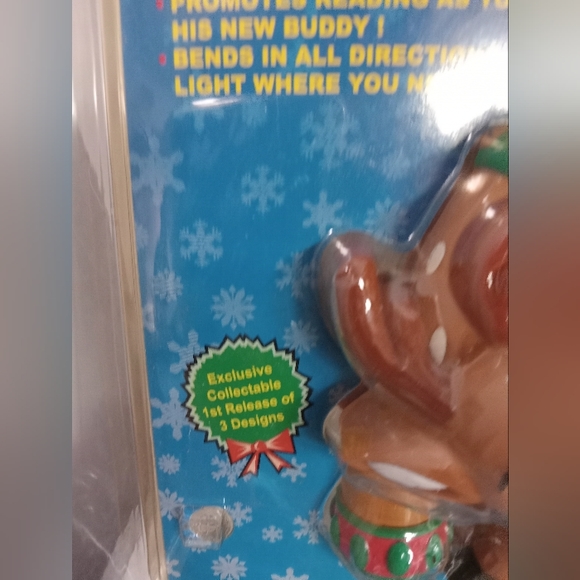 PROMOTES READING AS
HIS NEW BUDDY!
BENDS IN ALL
LIGHT WHERE YOU
Exclusive
Collectable
1st Release of
3 Designs